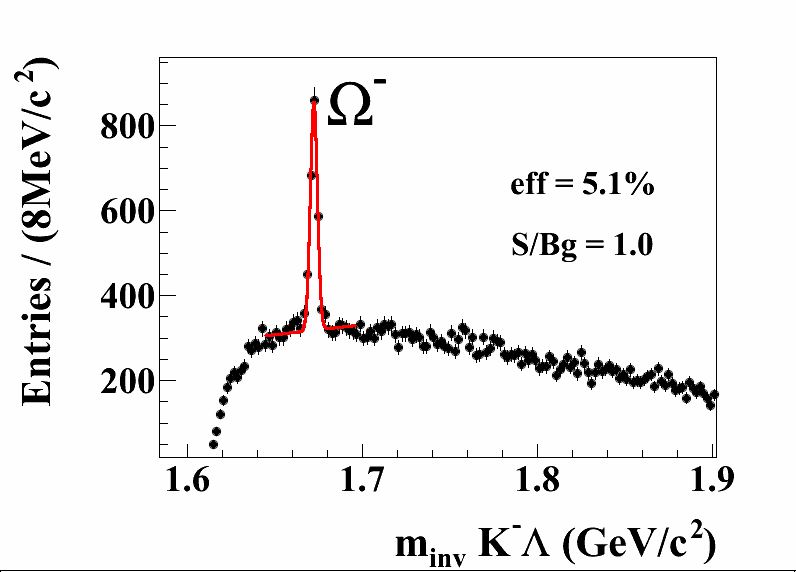 Entries / (8MeV/c²)
800
600
400
200
Ω⁻
eff = 5.1%
S/Bg = 1.0
1.6 1.7 1.8 1.9
m_inv K⁻Λ (GeV/c²)